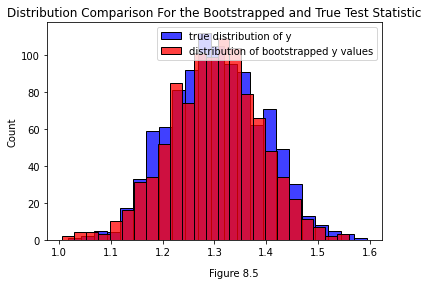 Distribution Comparison For the Bootstrapped and True Test Statistic
true distribution of y
distribution of bootstrapped y values
Count
100
80
60
40
20
0
1.0 1.1 1.2 1.3 1.4 1.5 1.6
Figure 8.5